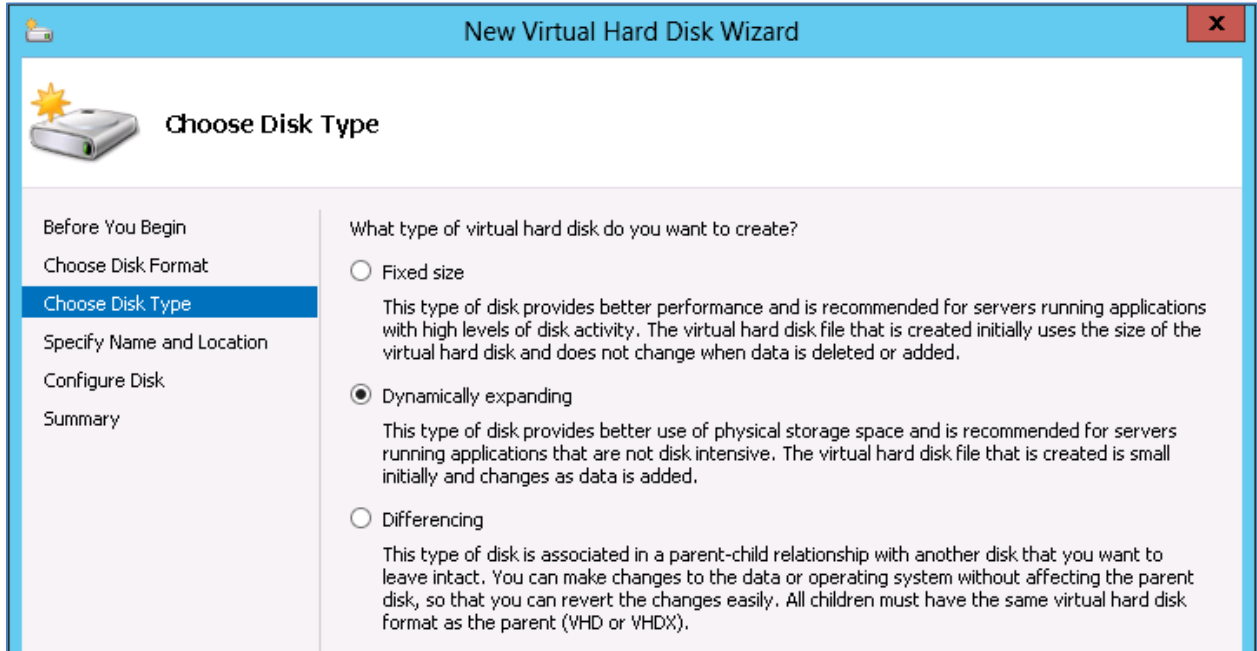 New Virtual Hard Disk Wizard
x
Choose Disk Type
Before You Begin
Choose Disk Format
Choose Disk Type
Specify Name and Location
Configure Disk
Summary
What type of virtual hard disk do you want to create?
Fixed size
This type of disk provides better performance and is recommended for servers running applications
with high levels of disk activity. The virtual hard disk file that is created initially uses the size of the
virtual hard disk and does not change when data is deleted or added.
Dynamically expanding
This type of disk provides better use of physical storage space and is recommended for servers
running applications that are not disk intensive. The virtual hard disk file that is created is small
initially and changes as data is added.
Differencing
This type of disk is associated in a parent-child relationship with another disk that you want to
leave intact. You can make changes to the data or operating system without affecting the parent
disk, so that you can revert the changes easily. All children must have the same virtual hard disk
format as the parent (VHD or VHDX).